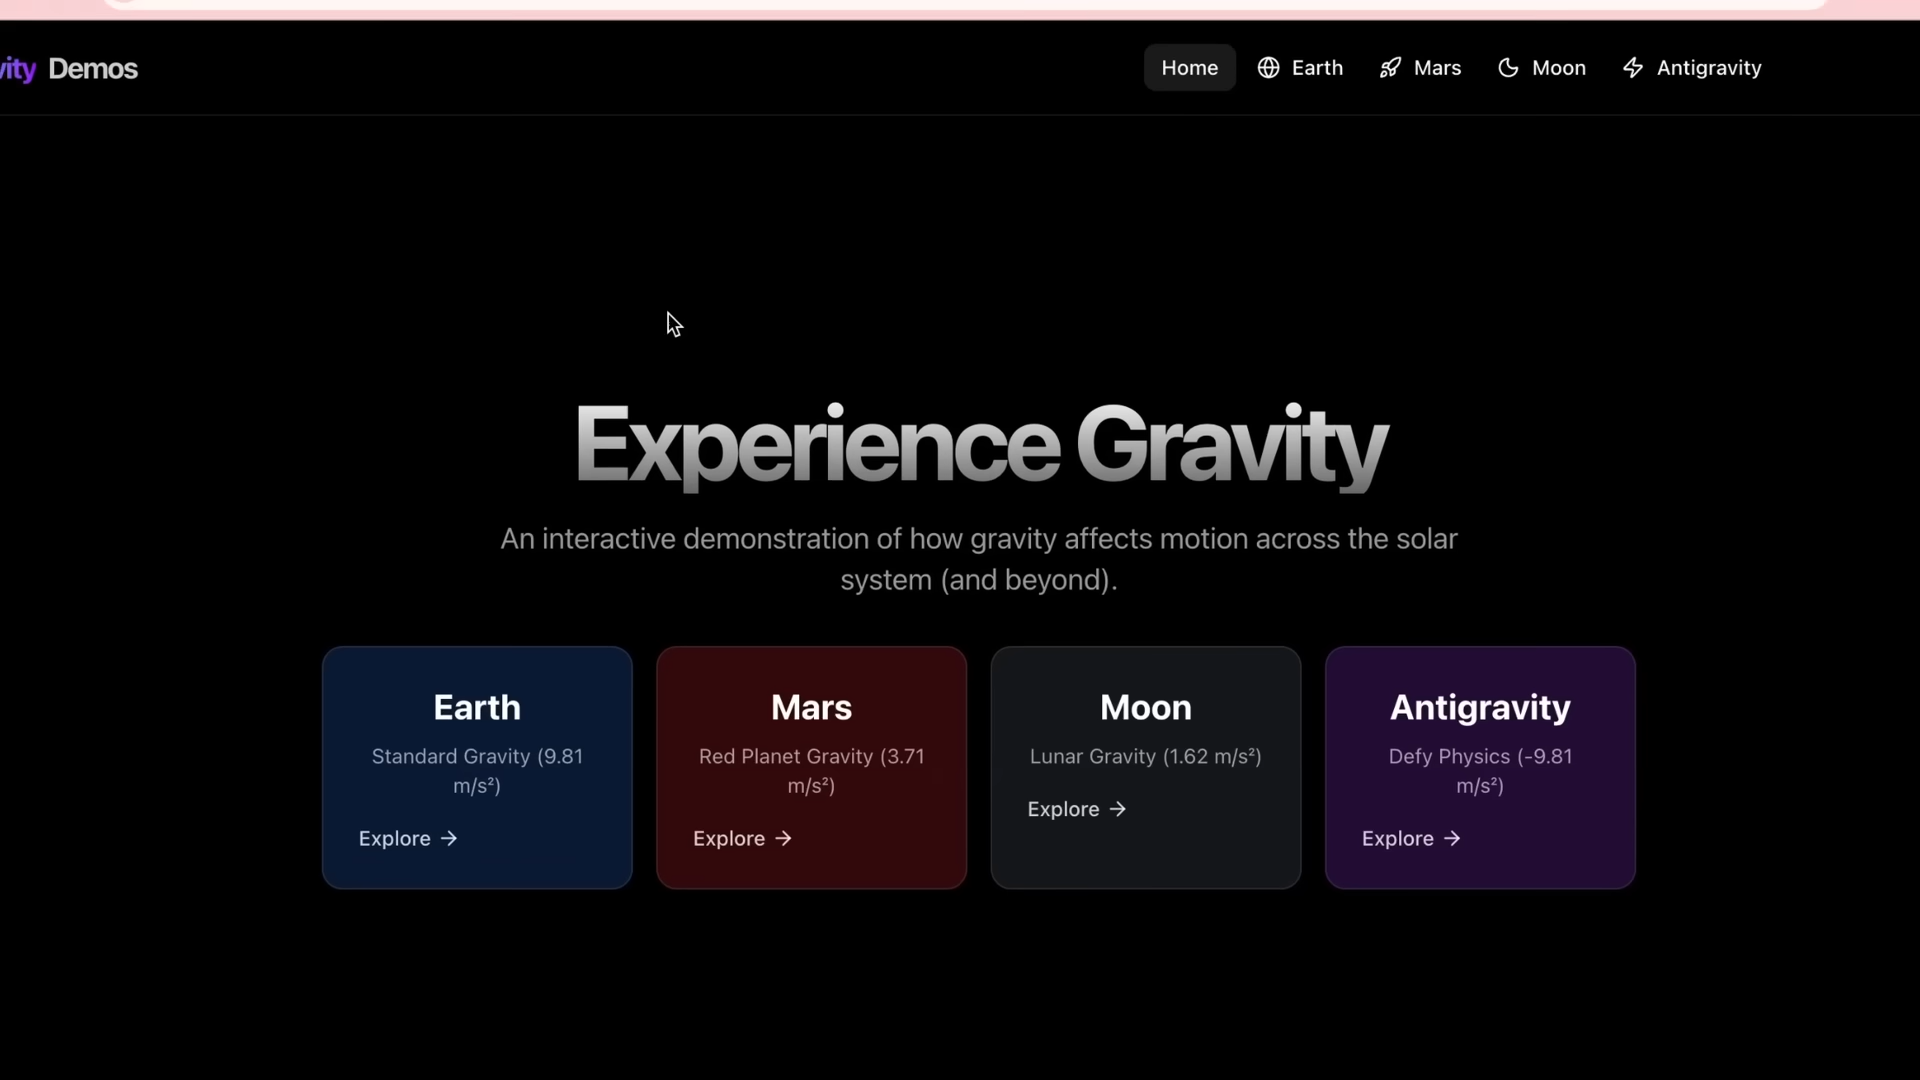 vity Demos
Home Earth Mars Moon Antigravity
Experience Gravity
An interactive demonstration of how gravity affects motion across the solar
system (and beyond).
Earth
Standard Gravity (9.81
m/s²)
Explore →
Mars
Red Planet Gravity (3.71
m/s²)
Explore →
Moon
Lunar Gravity (1.62 m/s²)
Explore →
Antigravity
Defy Physics (-9.81
m/s²)
Explore →